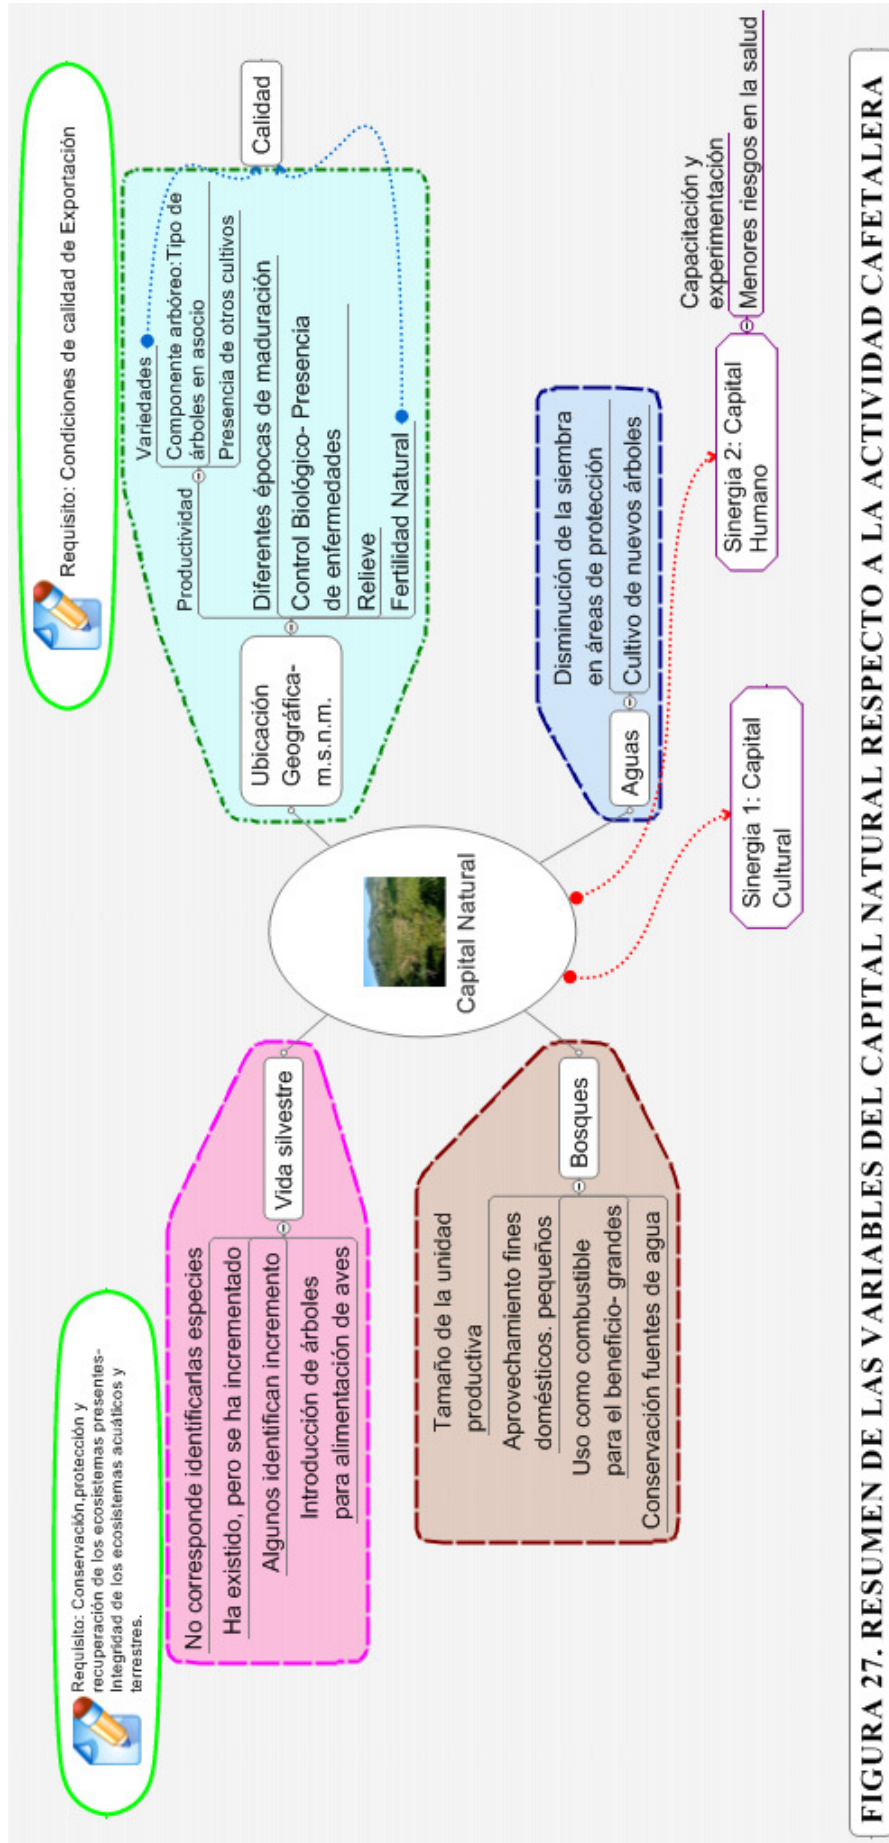 Requisito: Conservación,protección y
recuperación de los ecosistemas presentes-
Integridad de los ecosistemas acuáticos y
terrestres.
Requisito: Condiciones de calidad de Exportación
No corresponde identificarlas especies
Ha existido, pero se ha incrementado
Algunos identifican incremento
Introducción de árboles
para alimentación de aves
Vida silvestre
Capital Natural
Ubicación
Geográfica-
m.s.n.m.
Productividad
Variedades
Componente arbóreo:Tipo de
árboles en asocio
Presencia de otros cultivos
Diferentes épocas de maduración
Control Biológico- Presencia
de enfermedades
Relieve
Fertilidad Natural
Calidad
Tamaño de la unidad
productiva
Aprovechamiento fines
domésticos. pequeños
Uso como combustible
para el beneficio- grandes
Conservación fuentes de agua
Bosques
Aguas
Disminución de la siembra
en áreas de protección
Cultivo de nuevos árboles
Sinergia 1: Capital
Cultural
Sinergia 2: Capital
Humano
Capacitación y
experimentación
Menores riesgos en la salud
FIGURA 27. RESUMEN DE LAS VARIABLES DEL CAPITAL NATURAL RESPECTO A LA ACTIVIDAD CAFETALERA